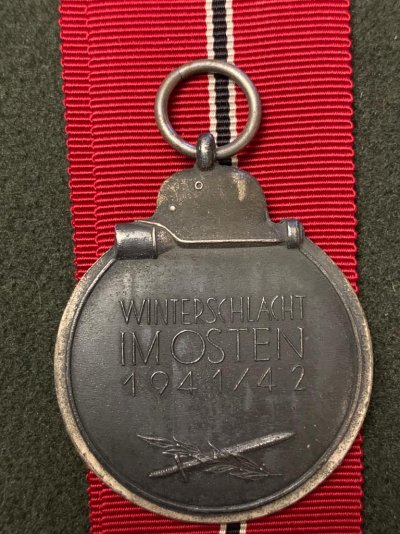 WINTERSCHLACHT
IM OSTEN
1941/42